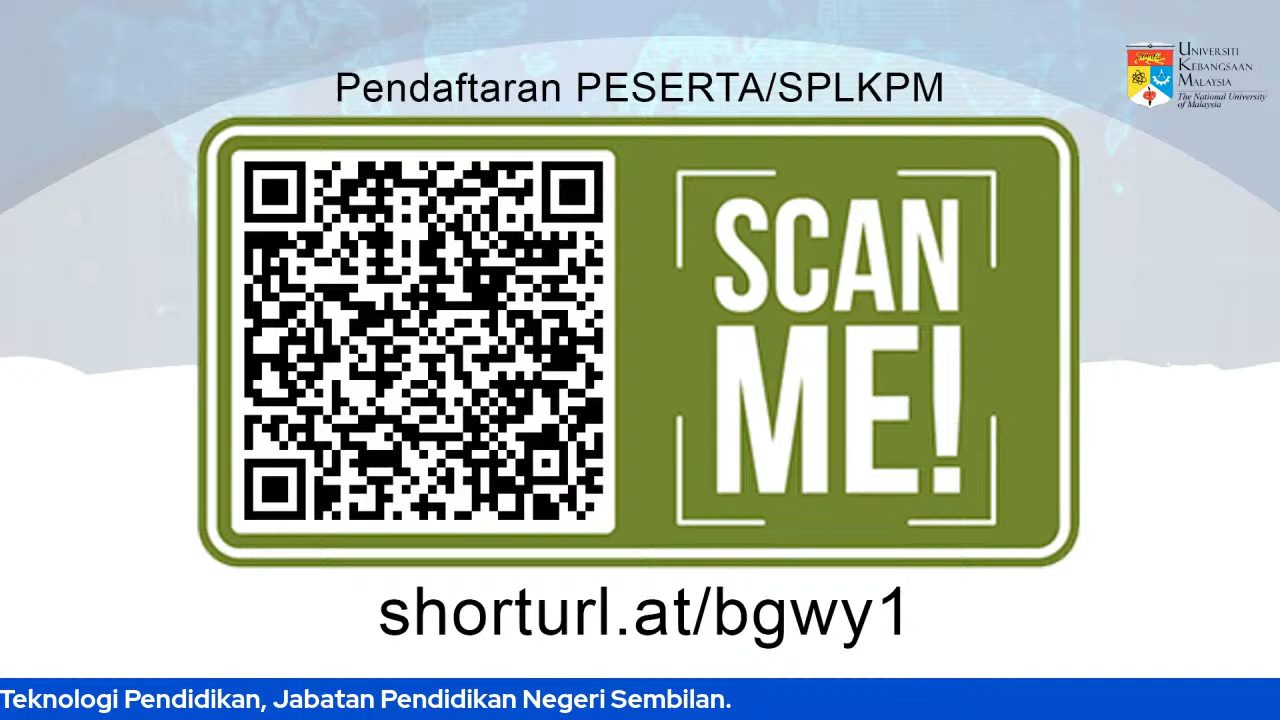 Pendaftaran PESERTA/SPLKPM
UNIVERSITI
KEBANGSAAN
MALAYSIA
The National University
of Malaysia
SCAN
ME!
shorturl.at/bgwy1
Teknologi Pendidikan, Jabatan Pendidikan Negeri Sembilan.